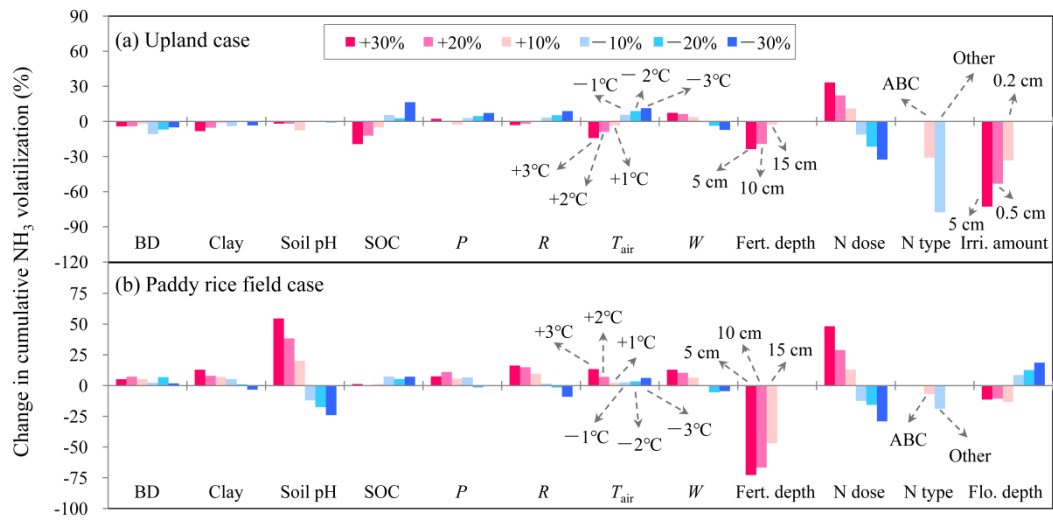 Change in cumulative NH₃ volatilization (%)
90
60
30
0
-30
-60
-90
-120
(a) Upland case
+30% +20% +10% －10% －20% －30%
－1℃ －2℃ －3℃
+3℃ +2℃ +1℃
5 cm 10 cm 15 cm
ABC Other
0.2 cm
5 cm 0.5 cm
BD Clay Soil pH SOC P R Tair W Fert. depth N dose N type Irri. amount
(b) Paddy rice field case
75
50
25
0
-25
-50
-75
-100
+3℃ +2℃ +1℃
－1℃ －2℃ －3℃
5 cm 10 cm 15 cm
ABC Other
BD Clay Soil pH SOC P R Tair W Fert. depth N dose N type Flo. depth